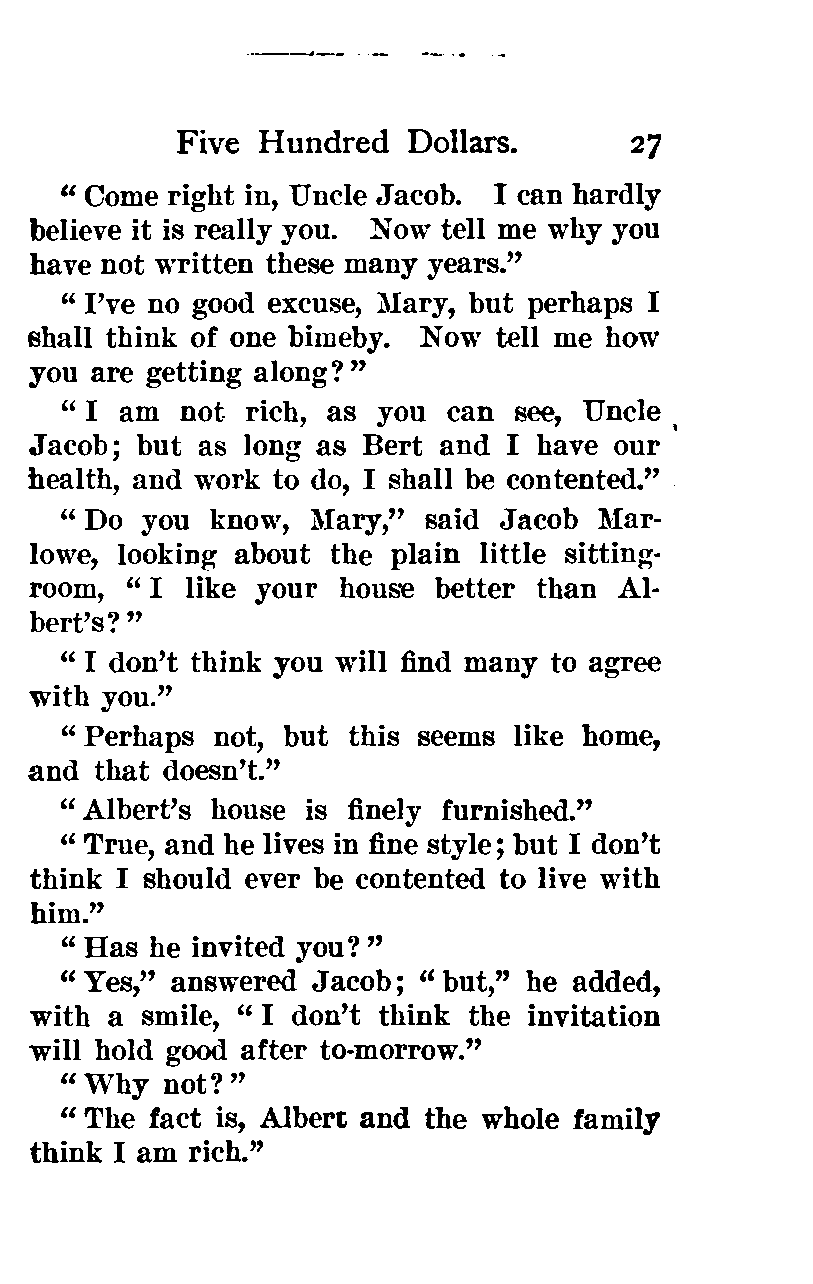 Five Hundred Dollars. 27
“Come right in, Uncle Jacob. I can hardly
believe it is really you. Now tell me why you
have not written these many years.”
“I’ve no good excuse, Mary, but perhaps I
shall think of one bimeby. Now tell me how
you are getting along?”
“I am not rich, as you can see, Uncle
Jacob; but as long as Bert and I have our
health, and work to do, I shall be contented.”
“Do you know, Mary,” said Jacob Mar-
lowe, looking about the plain little sitting-
room, “I like your house better than Al-
bert’s?”
“I don’t think you will find many to agree
with you.”
“Perhaps not, but this seems like home,
and that doesn’t.”
“Albert’s house is finely furnished.”
“True, and he lives in fine style; but I don’t
think I should ever be contented to live with
him.”
“Has he invited you?”
“Yes,” answered Jacob; “but,” he added,
with a smile, “I don’t think the invitation
will hold good after to-morrow.”
“Why not?”
“The fact is, Albert and the whole family
think I am rich.”